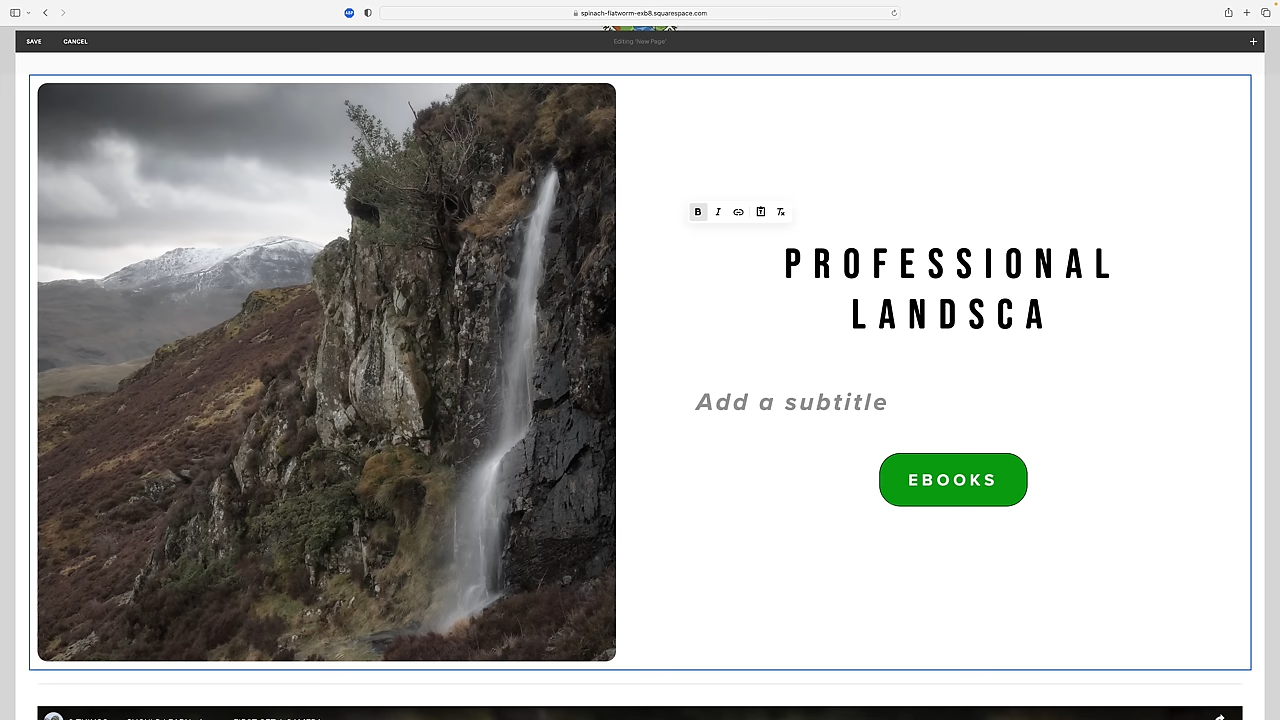 spinach-flatworm-exb8.squarespace.com
SAVE
CANCEL
Editing 'New Page'
B
I
PROFESSIONAL
LANDSCA
Add a subtitle
EBOOKS